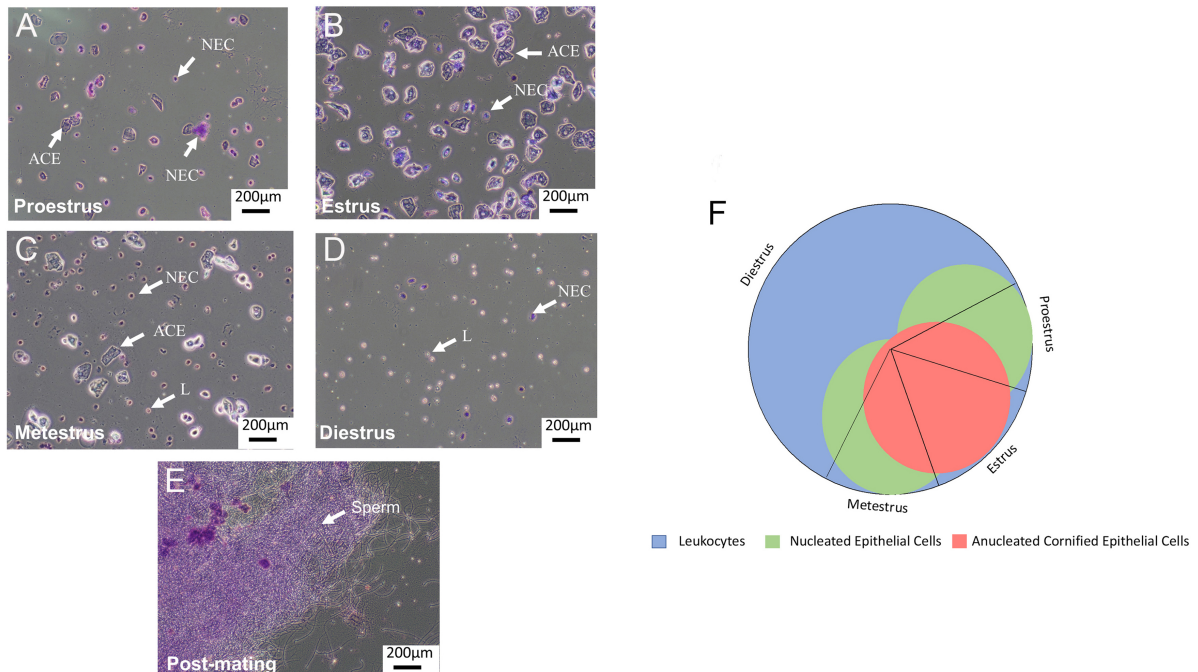 A
NEC
ACE
NEC
200µm
Proestrus
B
ACE
NEC
200µm
Estrus
C
NEC
ACE
L
200µm
Metestrus
D
NEC
L
200µm
Diestrus
E
Sperm
200µm
Post-mating
F
Diestrus
Proestrus
Estrus
Metestrus
Leukocytes
Nucleated Epithelial Cells
Anucleated Cornified Epithelial Cells